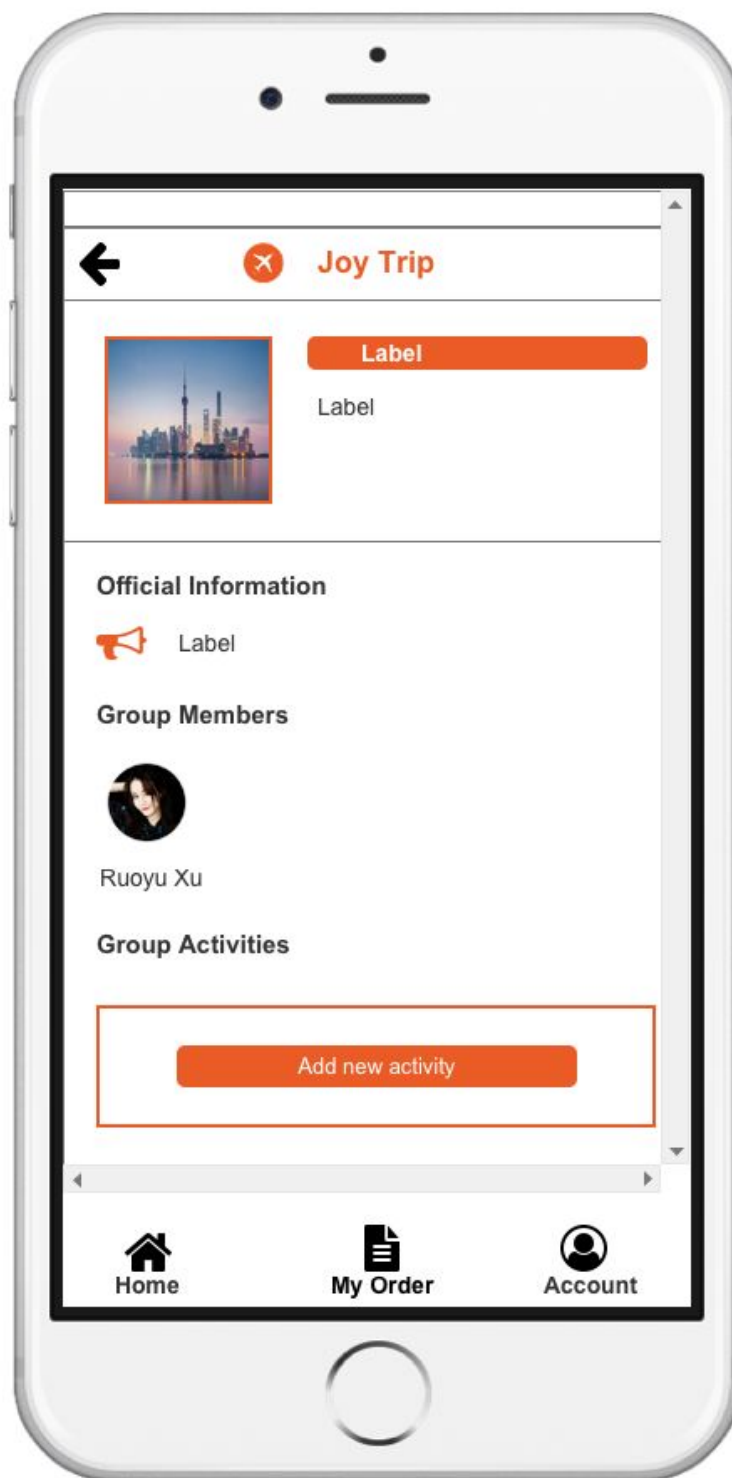 Joy Trip
Label
Label
Official Information
Label
Group Members
Ruoyu Xu
Group Activities
Add new activity
Home My Order Account